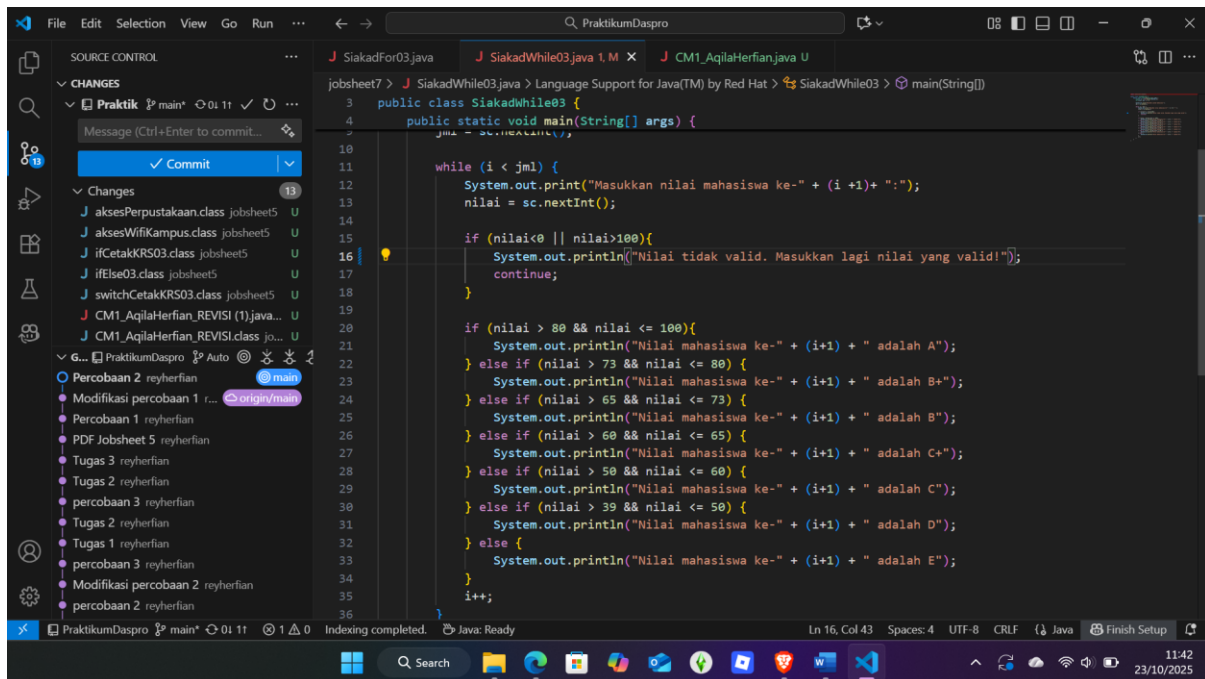 File Edit Selection View Go Run ···
PraktikumDaspro
SOURCE CONTROL ···
CHANGES
Praktik main* 0↓ 1↑ ···
Message (Ctrl+Enter to commit...
Commit
Changes 13
J aksesPerpustakaan.class jobsheet5 U
J aksesWifiKampus.class jobsheet5 U
J ifCetakKRS03.class jobsheet5 U
J ifElse03.class jobsheet5 U
J switchCetakKRS03.class jobsheet5 U
J CM1_AqilaHerfian_REVISI (1).java... U
J CM1_AqilaHerfian_REVISI.class jo... U
G... PraktikumDaspro Auto
Percobaan 2 reyherfian main
Modifikasi percobaan 1 r... origin/main
Percobaan 1 reyherfian
PDF Jobsheet 5 reyherfian
Tugas 3 reyherfian
Tugas 2 reyherfian
percobaan 3 reyherfian
Tugas 2 reyherfian
Tugas 1 reyherfian
percobaan 3 reyherfian
Modifikasi percobaan 2 reyherfian
percobaan 2 reyherfian
13
J SiakadFor03.java J SiakadWhile03.java 1, M J CM1_AqilaHerfian.java U
jobsheet7 > J SiakadWhile03.java > Language Support for Java(TM) by Red Hat > SiakadWhile03 > main(String[])
3 public class SiakadWhile03 {
4 public static void main(String[] args) {
9 jml = sc.nextInt();
10
11 while (i < jml) {
12 System.out.print("Masukkan nilai mahasiswa ke-" + (i +1)+ ":");
13 nilai = sc.nextInt();
14
15 if (nilai<0 || nilai>100){
16 System.out.println("Nilai tidak valid. Masukkan lagi nilai yang valid!");
17 continue;
18 }
19
20 if (nilai > 80 && nilai <= 100){
21 System.out.println("Nilai mahasiswa ke-" + (i+1) + " adalah A");
22 } else if (nilai > 73 && nilai <= 80) {
23 System.out.println("Nilai mahasiswa ke-" + (i+1) + " adalah B+");
24 } else if (nilai > 65 && nilai <= 73) {
25 System.out.println("Nilai mahasiswa ke-" + (i+1) + " adalah B");
26 } else if (nilai > 60 && nilai <= 65) {
27 System.out.println("Nilai mahasiswa ke-" + (i+1) + " adalah C+");
28 } else if (nilai > 50 && nilai <= 60) {
29 System.out.println("Nilai mahasiswa ke-" + (i+1) + " adalah C");
30 } else if (nilai > 39 && nilai <= 50) {
31 System.out.println("Nilai mahasiswa ke-" + (i+1) + " adalah D");
32 } else {
33 System.out.println("Nilai mahasiswa ke-" + (i+1) + " adalah E");
34 }
35 i++;
36 }
PraktikumDaspro main* 0↓ 1↑ 1 0 Indexing completed. Java: Ready Ln 16, Col 43 Spaces: 4 UTF-8 CRLF {} Java Finish Setup
Search
11:42
23/10/2025